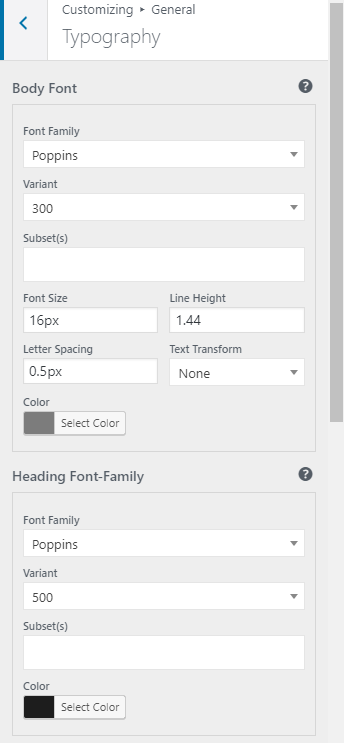 Customizing ▸ General
Typography
Body Font ?
Font Family
Poppins
Variant
300
Subset(s)
Font Size Line Height
16px 1.44
Letter Spacing Text Transform
0.5px None
Color
Select Color
Heading Font-Family ?
Font Family
Poppins
Variant
500
Subset(s)
Color
Select Color